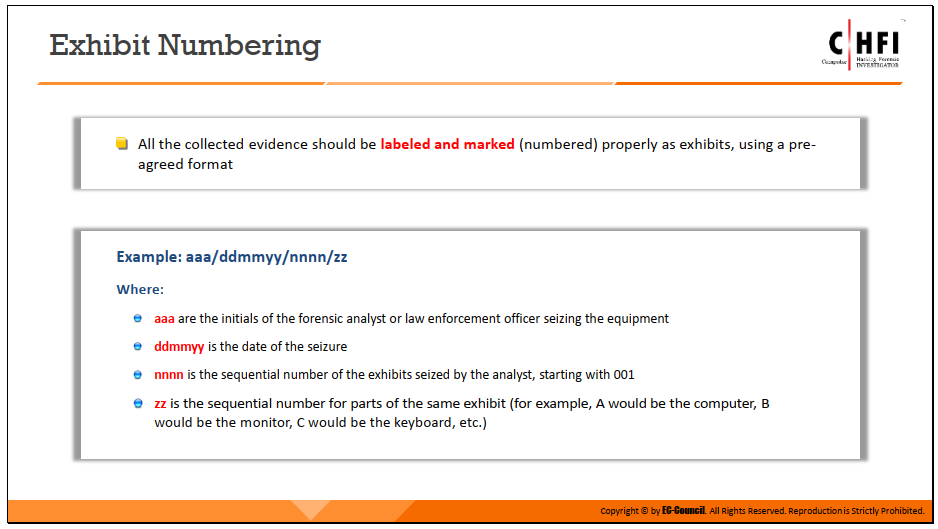 Exhibit Numbering
C HFI
Computer
Hacking Forensic
INVESTIGATOR
All the collected evidence should be labeled and marked (numbered) properly as exhibits, using a pre-
agreed format
Example: aaa/ddmmyy/nnnn/zz
Where:
aaa are the initials of the forensic analyst or law enforcement officer seizing the equipment
ddmmyy is the date of the seizure
nnnn is the sequential number of the exhibits seized by the analyst, starting with 001
zz is the sequential number for parts of the same exhibit (for example, A would be the computer, B
would be the monitor, C would be the keyboard, etc.)
Copyright © by EC-Council. All Rights Reserved. Reproduction is Strictly Prohibited.